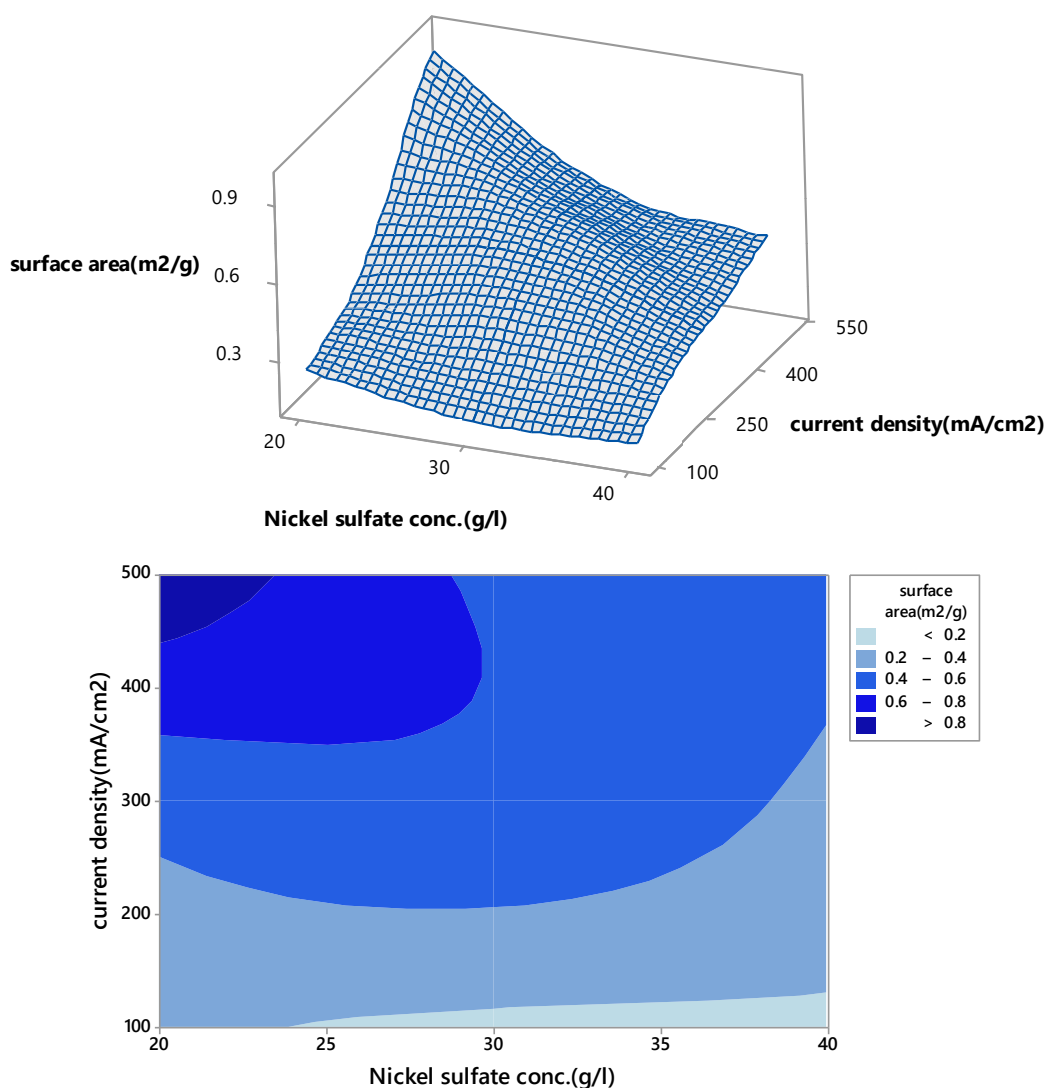 0.9
surface area(m2/g)
0.6
0.3
550
400
250 current density(mA/cm2)
100
20
30
40
Nickel sulfate conc.(g/l)
500
400
300
200
100
current density(mA/cm2)
20 25 30 35 40
Nickel sulfate conc.(g/l)
surface
area(m2/g)
< 0.2
0.2 – 0.4
0.4 – 0.6
0.6 – 0.8
> 0.8